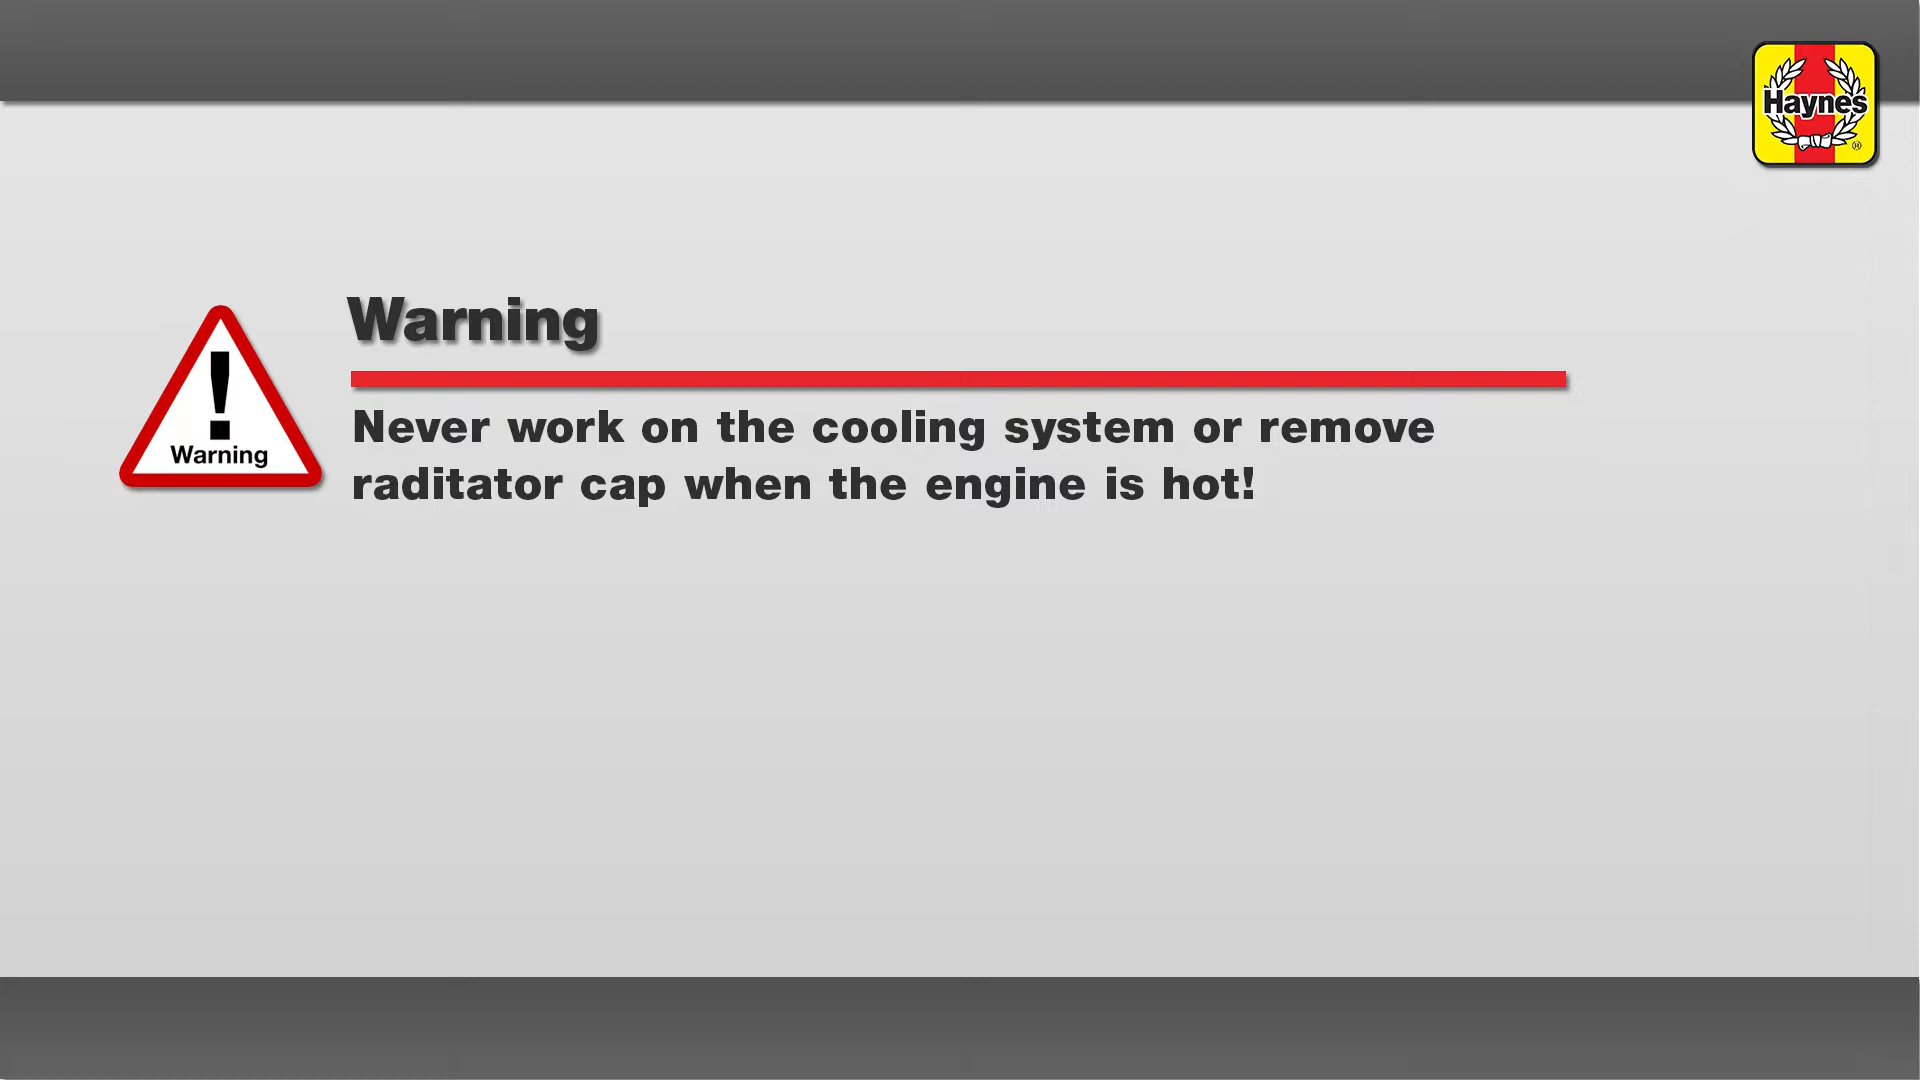 Haynes
Warning
Warning
Never work on the cooling system or remove
raditator cap when the engine is hot!